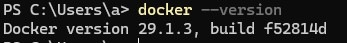 PS C:\Users\a> docker --version
Docker version 29.1.3, build f52814d